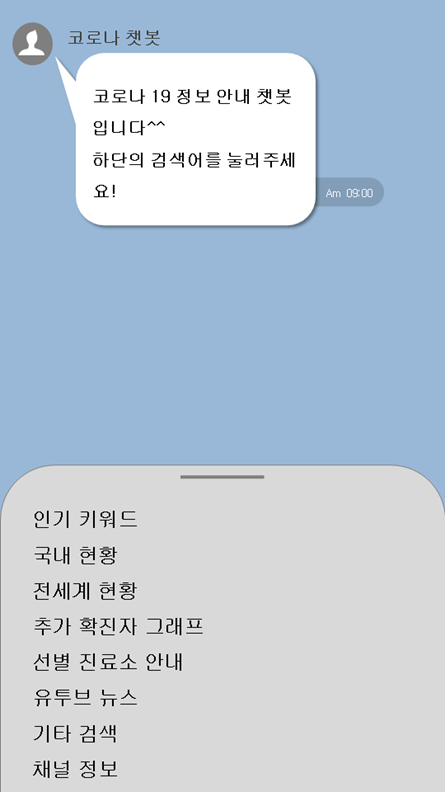 코로나 챗봇
코로나 19 정보 안내 챗봇
입니다^^
하단의 검색어를 눌러주세
요!
Am 09:00
인기 키워드
국내 현황
전세계 현황
추가 확진자 그래프
선별 진료소 안내
유투브 뉴스
기타 검색
채널 정보